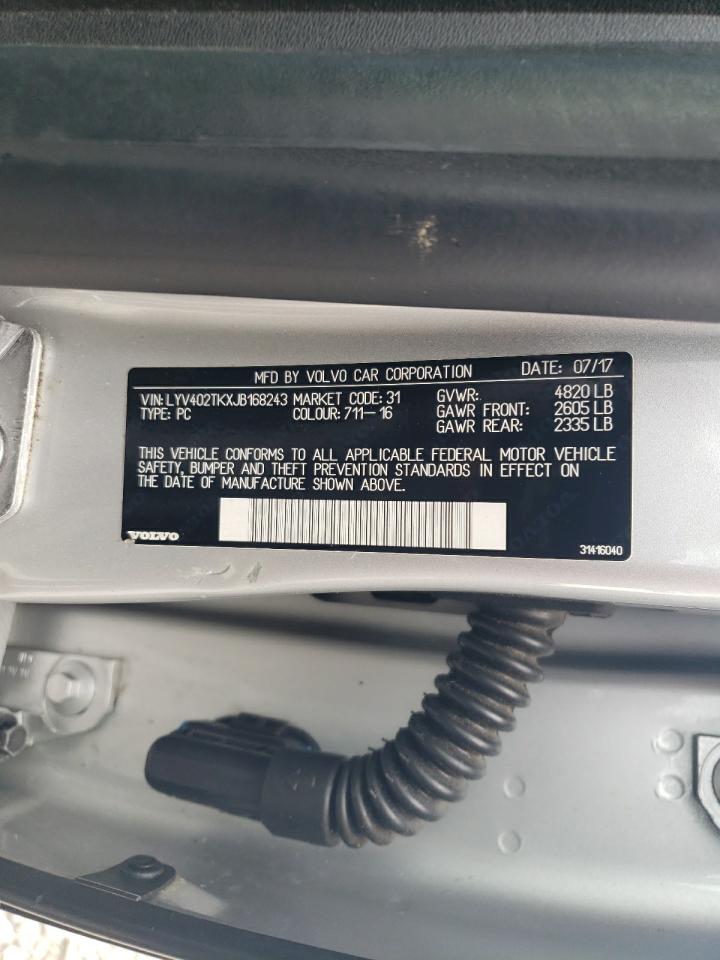 MFD BY VOLVO CAR CORPORATION DATE: 07/17
VIN: LYV402TKXJB168243 MARKET CODE: 31 GVWR: 4820 LB
TYPE: PC COLOUR: 711-16 GAWR FRONT: 2605 LB
GAWR REAR: 2335 LB
THIS VEHICLE CONFORMS TO ALL APPLICABLE FEDERAL MOTOR VEHICLE
SAFETY, BUMPER AND THEFT PREVENTION STANDARDS IN EFFECT ON
THE DATE OF MANUFACTURE SHOWN ABOVE.
VOLVO 31416040